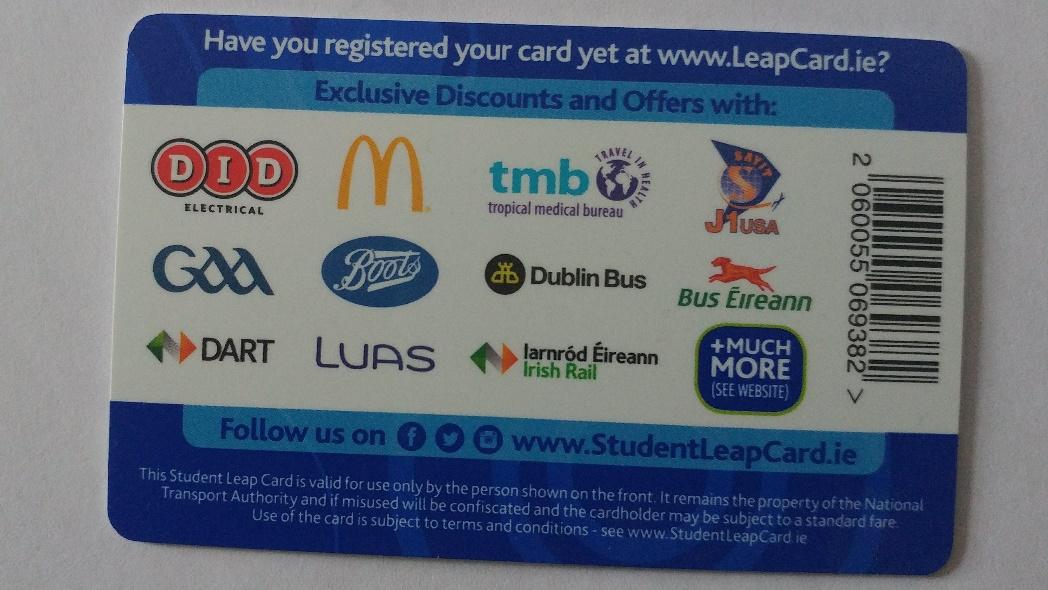 Have you registered your card yet at www.LeapCard.ie?
Exclusive Discounts and Offers with:
DID
ELECTRICAL
M
tmb
tropical medical bureau
TRAVEL IN HEALTH
SAYIT
S
J1 USA
GAA
Boots
Dublin Bus
Bus Éireann
DART
LUAS
Iarnród Éireann
Irish Rail
+MUCH
MORE
(SEE WEBSITE)
2 060055 069382 >
Follow us on www.StudentLeapCard.ie
This Student Leap Card is valid for use only by the person shown on the front. It remains the property of the National
Transport Authority and if misused will be confiscated and the cardholder may be subject to a standard fare.
Use of the card is subject to terms and conditions - see www.StudentLeapCard.ie